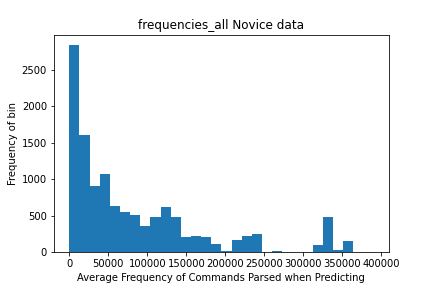 frequencies_all Novice data
2500
2000
1500
1000
500
0
Frequency of bin
0 50000 100000 150000 200000 250000 300000 350000 400000
Average Frequency of Commands Parsed when Predicting